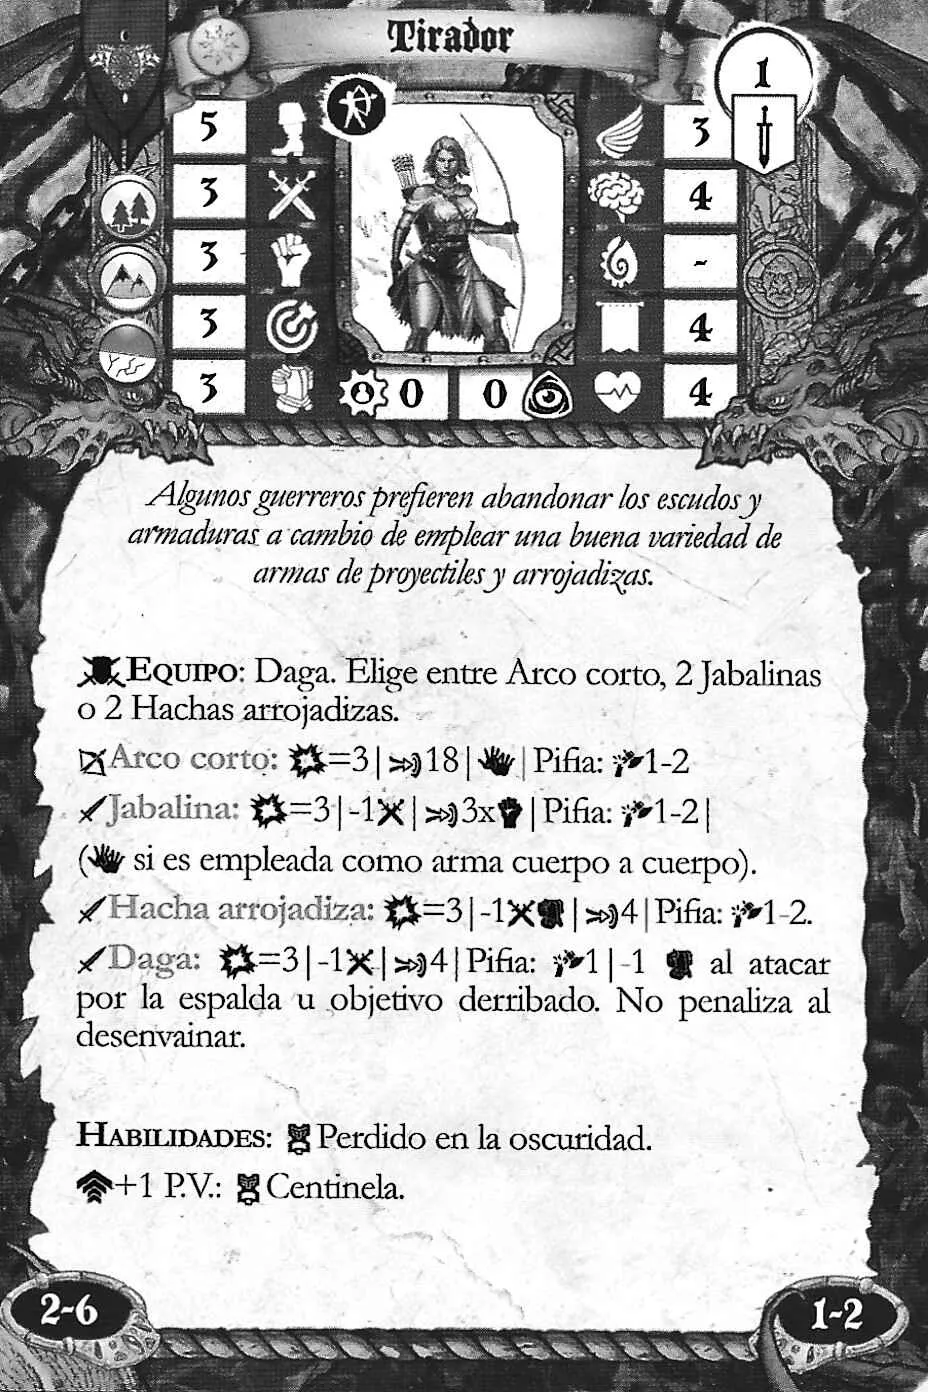 Tirador
1
5
3
3
4
3
-
3
4
3
0
0
4
Algunos guerreros prefieren abandonar los escudos y
armaduras a cambio de emplear una buena variedad de
armas de proyectiles y arrojadizas.
EQUIPO: Daga. Elige entre Arco corto, 2 Jabalinas
o 2 Hachas arrojadizas.
Arco corto: =3 | 18 | | Pifia: 1-2
Jabalina: =3 | -1 | 3x | Pifia: 1-2 |
( si es empleada como arma cuerpo a cuerpo).
Hacha arrojadiza: =3 | -1 | 4 | Pifia: 1-2.
Daga: =3 | -1 | 4 | Pifia: 1 | -1 al atacar
por la espalda u objetivo derribado. No penaliza al
desenvainar.
HABILIDADES: Perdido en la oscuridad.
+1 P.V.: Centinela.
2-6
1-2